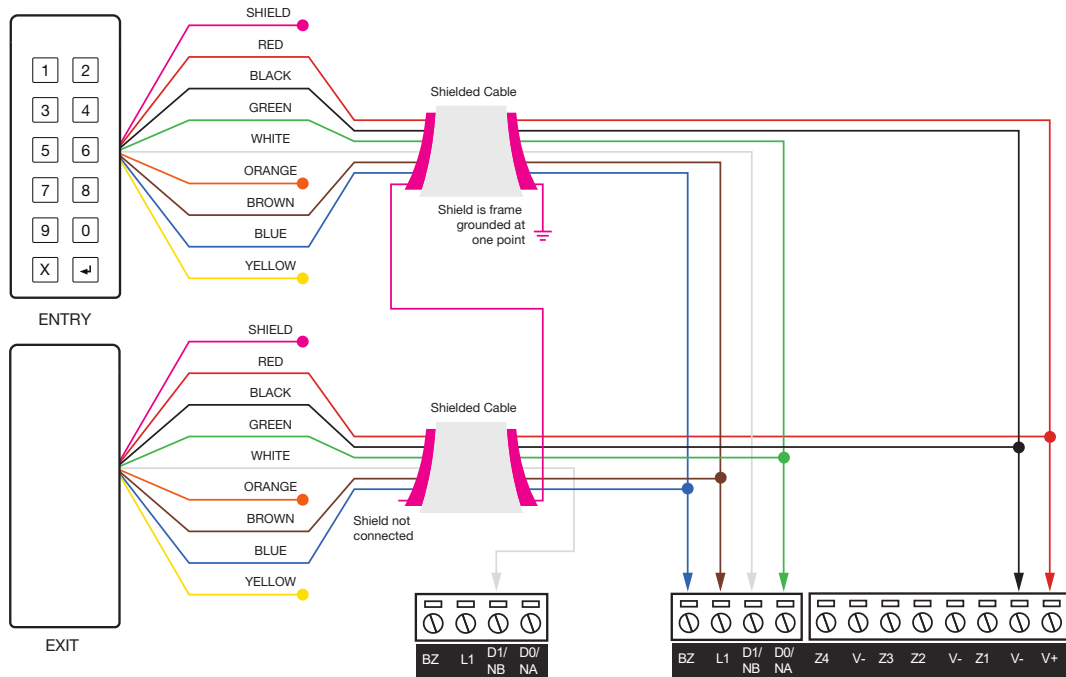 SHIELD
RED
BLACK
GREEN
WHITE
ORANGE
BROWN
BLUE
YELLOW
1 2
3 4
5 6
7 8
9 0
X ↵
ENTRY
Shielded Cable
Shield is frame
grounded at
one point
SHIELD
RED
BLACK
GREEN
WHITE
ORANGE
BROWN
BLUE
YELLOW
EXIT
Shielded Cable
Shield not
connected
BZ L1 D1/ NB D0/ NA
BZ L1 D1/ NB D0/ NA
Z4 V- Z3 Z2 V- Z1 V- V+